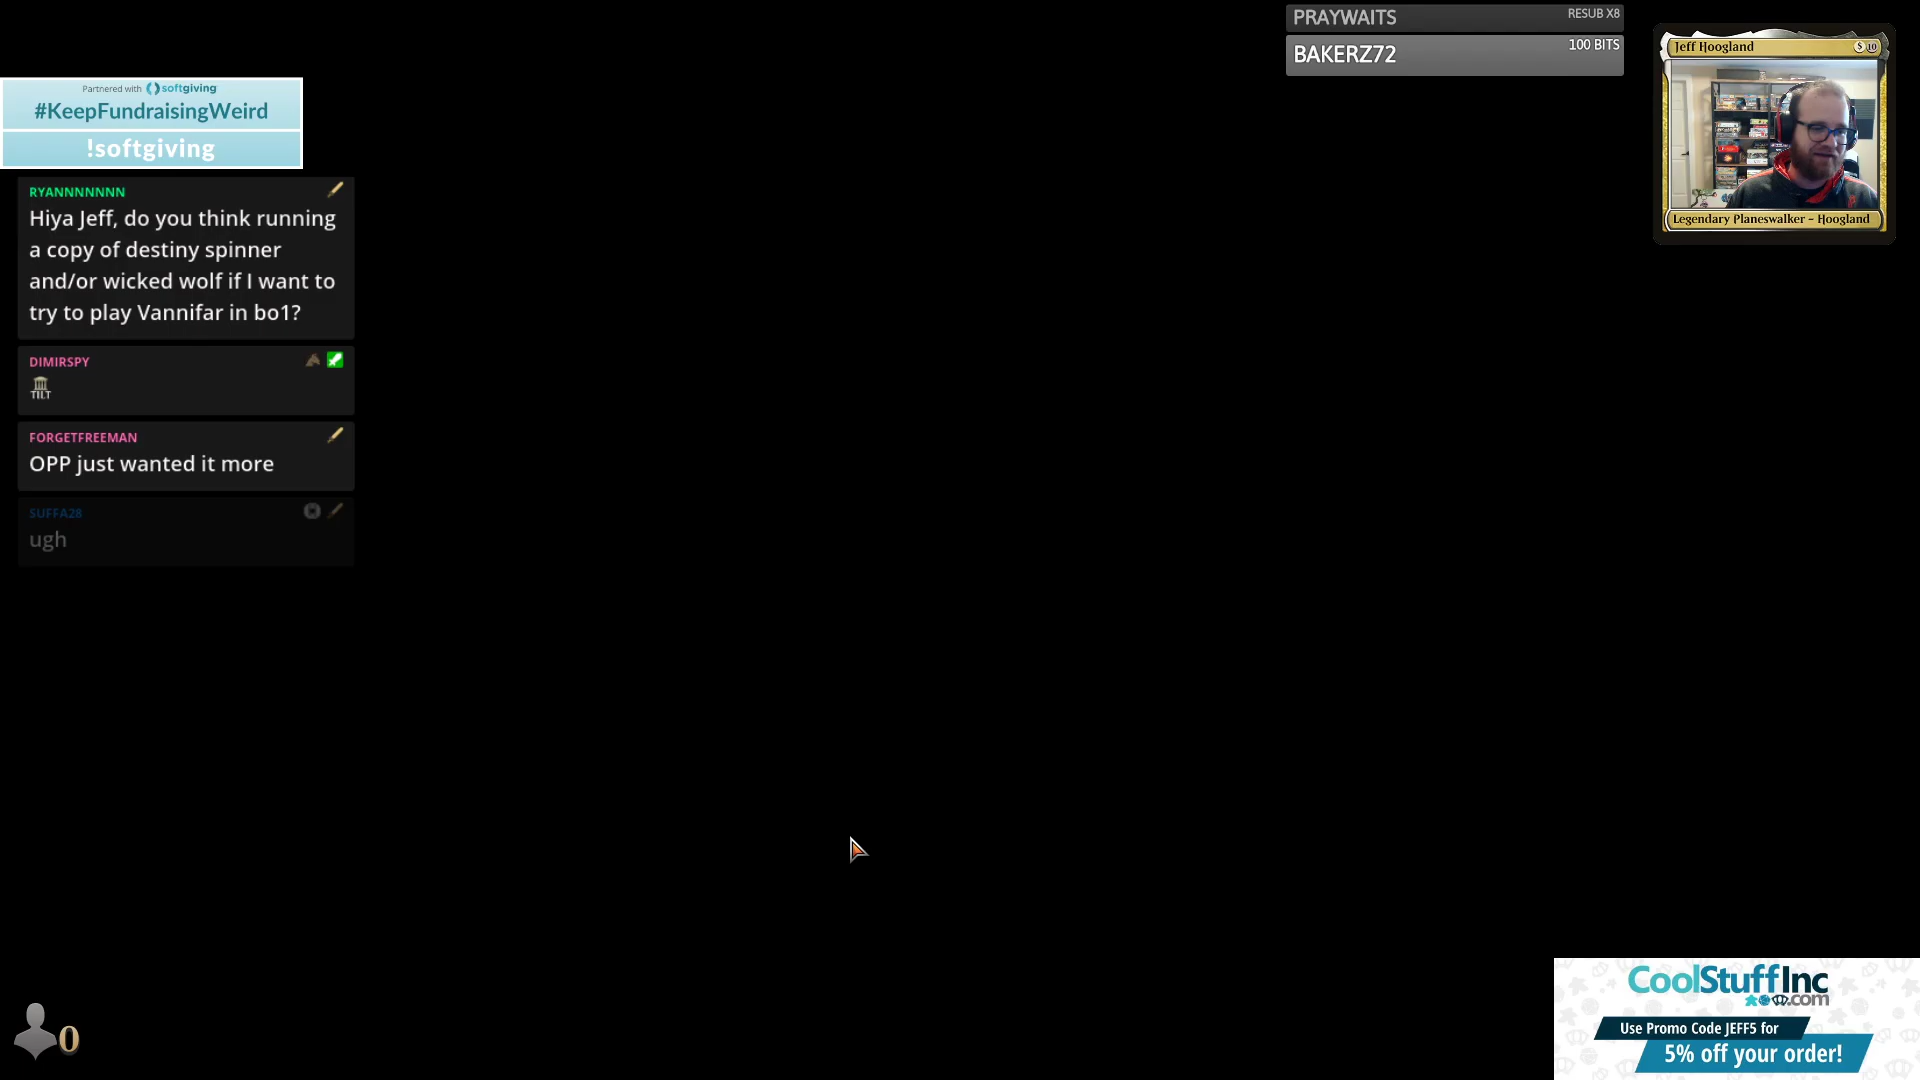 PRAYWAITS RESUB X8
BAKERZ72 100 BITS
Jeff Hoogland 10
Legendary Planeswalker - Hoogland
Partnered with softgiving
#KeepFundraisingWeird
!softgiving
RYANNNNNNN
Hiya Jeff, do you think running
a copy of destiny spinner
and/or wicked wolf if I want to
try to play Vannifar in bo1?
DIMIRSPY
TILT
FORGETFREEMAN
OPP just wanted it more
SUFFA28
ugh
0
CoolStuffInc
.com
Use Promo Code JEFF5 for
5% off your order!